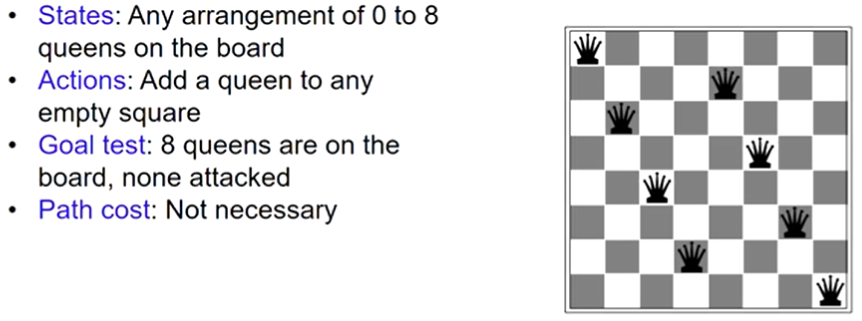 • States: Any arrangement of 0 to 8
queens on the board
• Actions: Add a queen to any
empty square
• Goal test: 8 queens are on the
board, none attacked
• Path cost: Not necessary